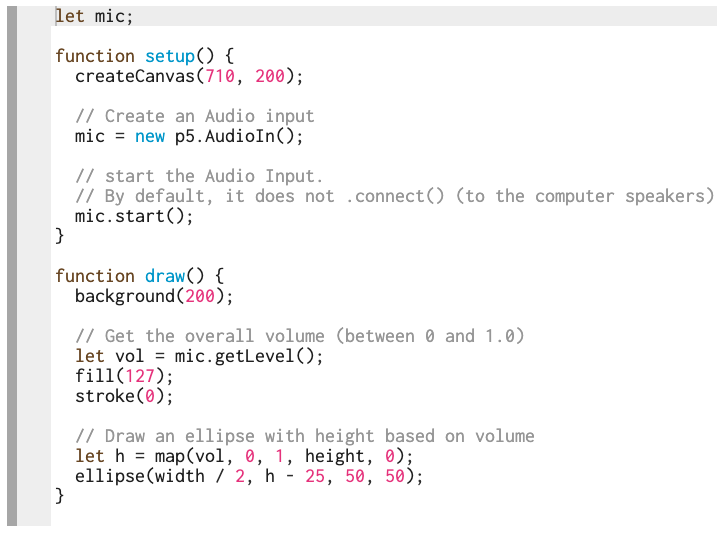 let mic;
function setup() {
createCanvas(710, 200);
// Create an Audio input
mic = new p5.AudioIn();
// start the Audio Input.
// By default, it does not .connect() (to the computer speakers)
mic.start();
}
function draw() {
background(200);
// Get the overall volume (between 0 and 1.0)
let vol = mic.getLevel();
fill(127);
stroke(0);
// Draw an ellipse with height based on volume
let h = map(vol, 0, 1, height, 0);
ellipse(width / 2, h - 25, 50, 50);
}